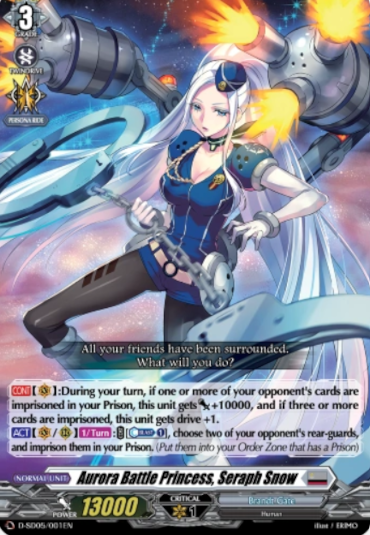 3
GRADE
TWINDRIVE
PERSONA RIDE
All your friends have been surrounded.
What will you do?
CONT【 】:During your turn, if one or more of your opponent's cards are
imprisoned in your Prison, this unit gets +10000, and if three or more
cards are imprisoned, this unit gets drive +1.
ACT【 / 】1/Turn : [ BLAST 1], choose two of your opponent's rear-guards,
and imprison them in your Prison. (Put them into your Order Zone that has a Prison)
(NORMAL UNIT)
Aurora Battle Princess, Seraph Snow
POWER 13000
CRITICAL
1
Brandt Gate
Human
D-SD05/001EN
illust / ERIMO